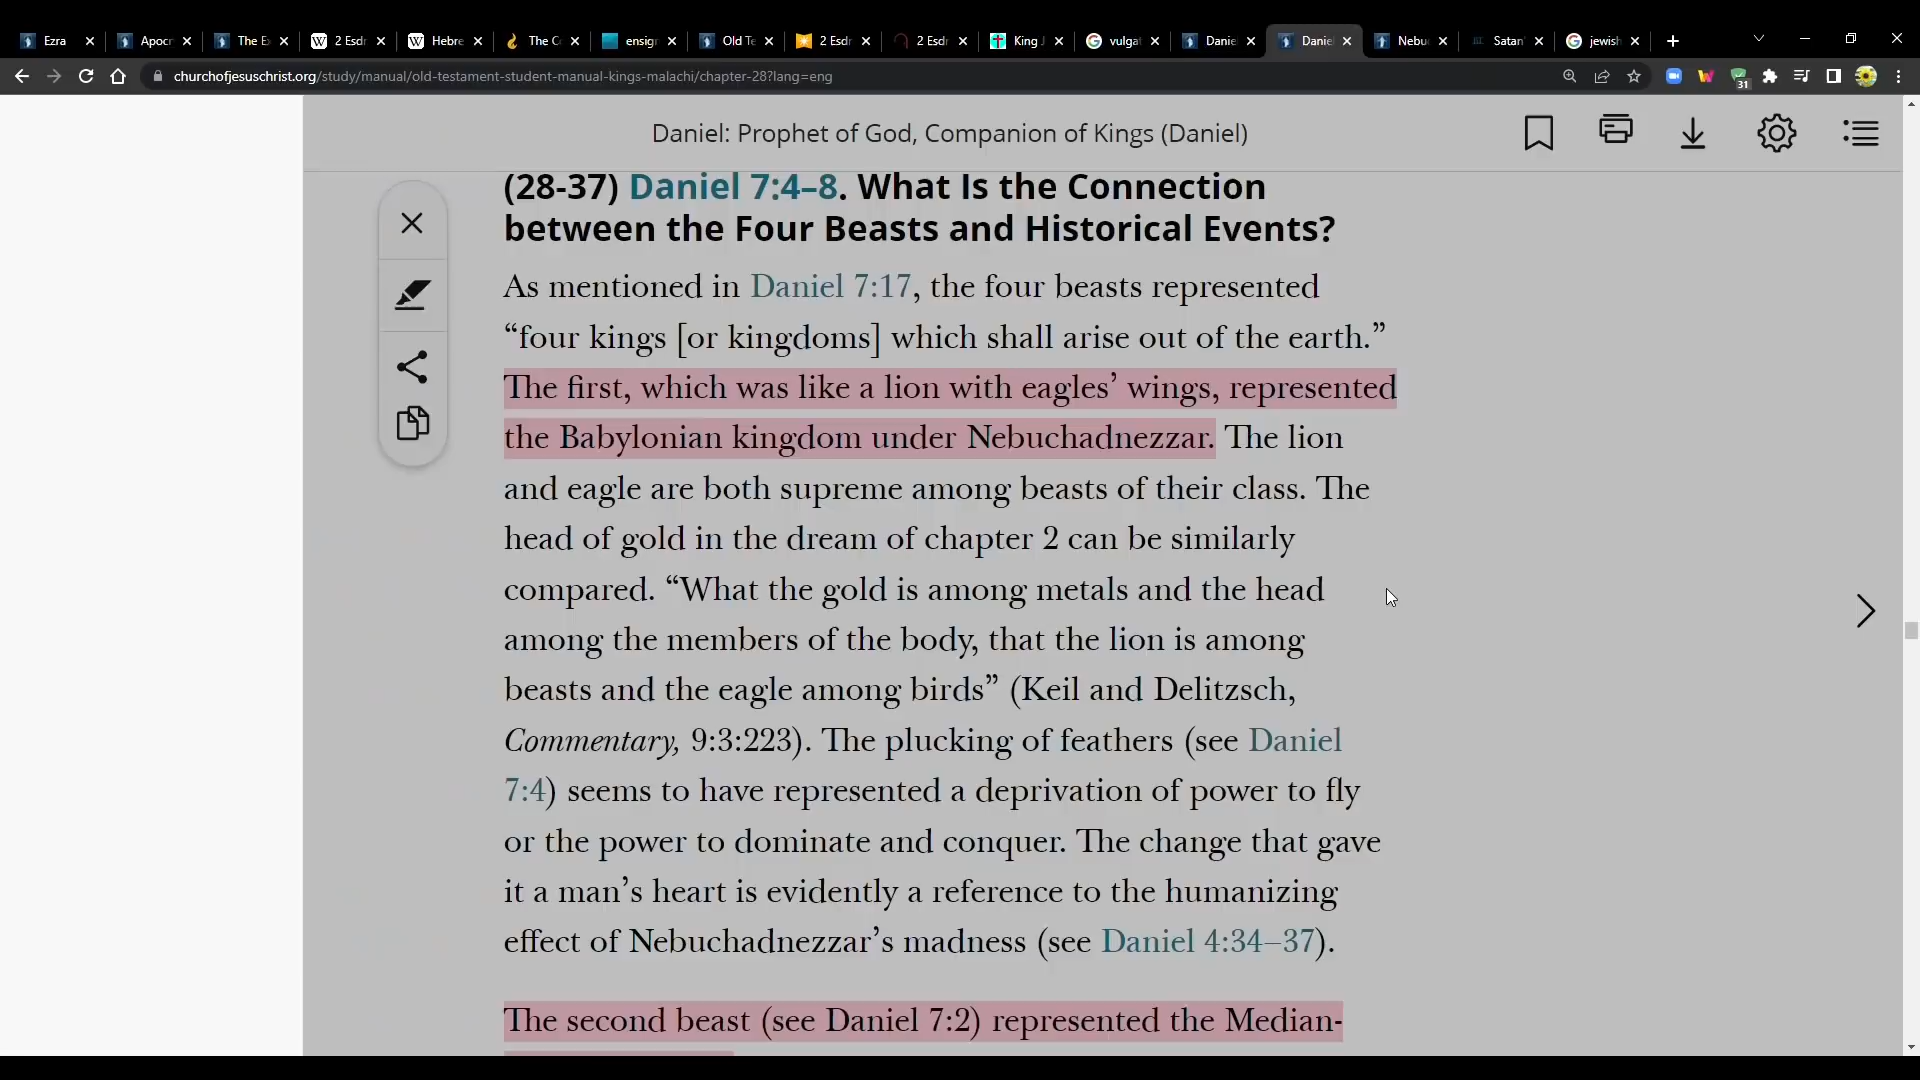 Ezra
Apocr
The E
2 Esd
Hebre
The C
ensig
Old Te
2 Esd
2 Esd
King J
vulgat
Danie
Danie
Nebu
Satan'
jewish
churchofjesuschrist.org/study/manual/old-testament-student-manual-kings-malachi/chapter-28?lang=eng
31
Daniel: Prophet of God, Companion of Kings (Daniel)
(28-37) Daniel 7:4–8. What Is the Connection
between the Four Beasts and Historical Events?
As mentioned in Daniel 7:17, the four beasts represented
“four kings [or kingdoms] which shall arise out of the earth.”
The first, which was like a lion with eagles’ wings, represented
the Babylonian kingdom under Nebuchadnezzar. The lion
and eagle are both supreme among beasts of their class. The
head of gold in the dream of chapter 2 can be similarly
compared. “What the gold is among metals and the head
among the members of the body, that the lion is among
beasts and the eagle among birds” (Keil and Delitzsch,
Commentary, 9:3:223). The plucking of feathers (see Daniel
7:4) seems to have represented a deprivation of power to fly
or the power to dominate and conquer. The change that gave
it a man’s heart is evidently a reference to the humanizing
effect of Nebuchadnezzar’s madness (see Daniel 4:34–37).
The second beast (see Daniel 7:2) represented the Median-